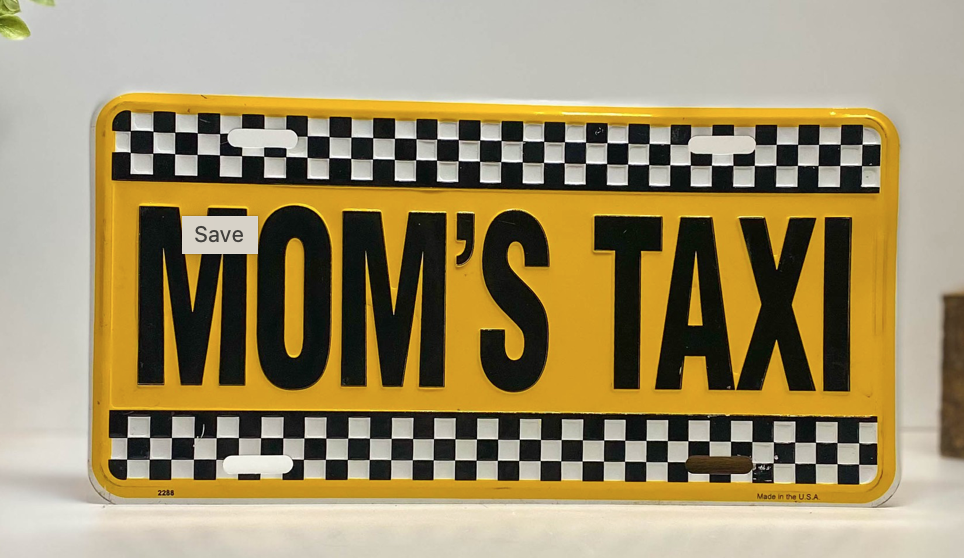 MOM'S TAXI
Save
2288
Made in the U.S.A.